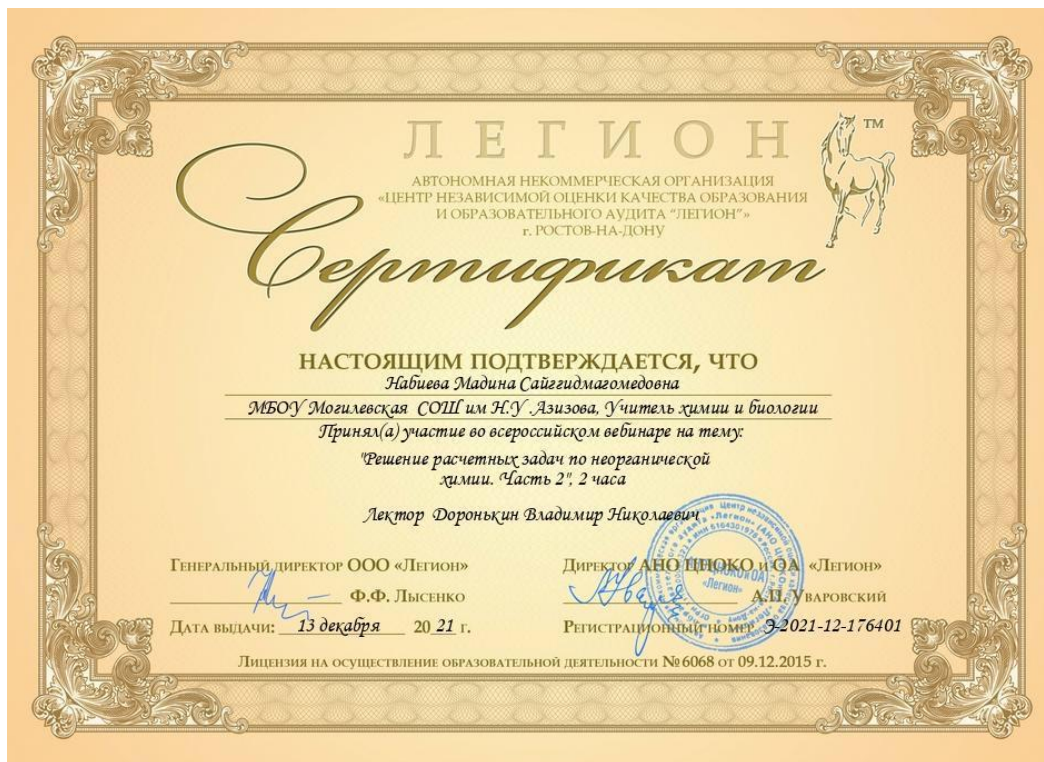 ЛЕГИОН
TM
АВТОНОМНАЯ НЕКОММЕРЧЕСКАЯ ОРГАНИЗАЦИЯ
«ЦЕНТР НЕЗАВИСИМОЙ ОЦЕНКИ КАЧЕСТВА ОБРАЗОВАНИЯ
И ОБРАЗОВАТЕЛЬНОГО АУДИТА "ЛЕГИОН"»
г. РОСТОВ-НА-ДОНУ
Сертификат
НАСТОЯЩИМ ПОДТВЕРЖДАЕТСЯ, ЧТО
Набиева Мадина Сайггидмагомедовна
МБОУ Могилевская СОШ им Н.У .Азизова, Учитель химии и биологии
Принял(а) участие во всероссийском вебинаре на тему:
"Решение расчетных задач по неорганической
химии. Часть 2", 2 часа
Лектор Доронькин Владимир Николаевич
Генеральный директор ООО «Легион»
Ф.Ф. Лысенко
Дата выдачи: 13 декабря 20 21 г.
Директор АНО ЦНОКО и ОА «Легион»
А.П. Уваровский
Регистрационный номер Э-2021-12-176401
«Легион»
Лицензия на осуществление образовательной деятельности №6068 от 09.12.2015 г.